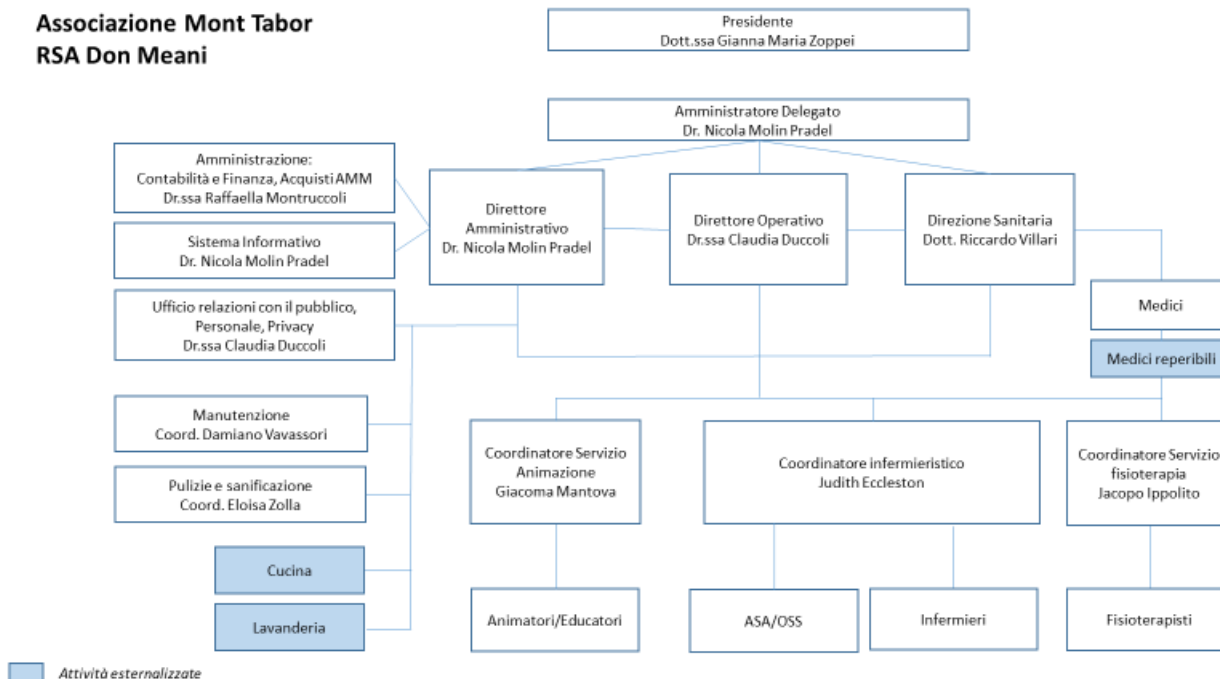 Associazione Mont Tabor
RSA Don Meani
Presidente
Dott.ssa Gianna Maria Zoppei
Amministratore Delegato
Dr. Nicola Molin Pradel
Amministrazione:
Contabilità e Finanza, Acquisti AMM
Dr.ssa Raffaella Montruccoli
Sistema Informativo
Dr. Nicola Molin Pradel
Ufficio relazioni con il pubblico,
Personale, Privacy
Dr.ssa Claudia Duccoli
Direttore
Amministrativo
Dr. Nicola Molin Pradel
Direttore Operativo
Dr.ssa Claudia Duccoli
Direzione Sanitaria
Dott. Riccardo Villari
Medici
Medici reperibili
Manutenzione
Coord. Damiano Vavassori
Pulizie e sanificazione
Coord. Eloisa Zolla
Cucina
Lavanderia
Coordinatore Servizio
Animazione
Giacoma Mantova
Coordinatore infermieristico
Judith Eccleston
Coordinatore Servizio
fisioterapia
Jacopo Ippolito
Animatori/Educatori
ASA/OSS
Infermieri
Fisioterapisti
Attività esternalizzate